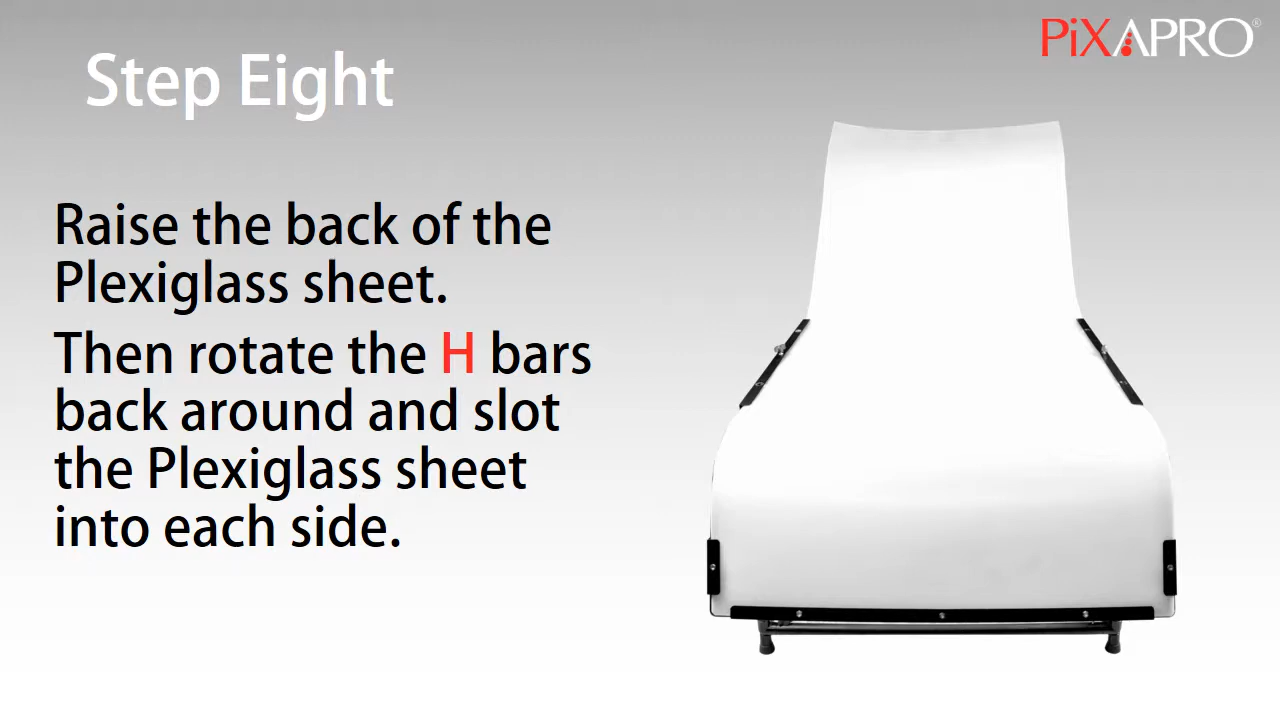 PiXAPRO®
Step Eight
Raise the back of the
Plexiglass sheet.
Then rotate the H bars
back around and slot
the Plexiglass sheet
into each side.